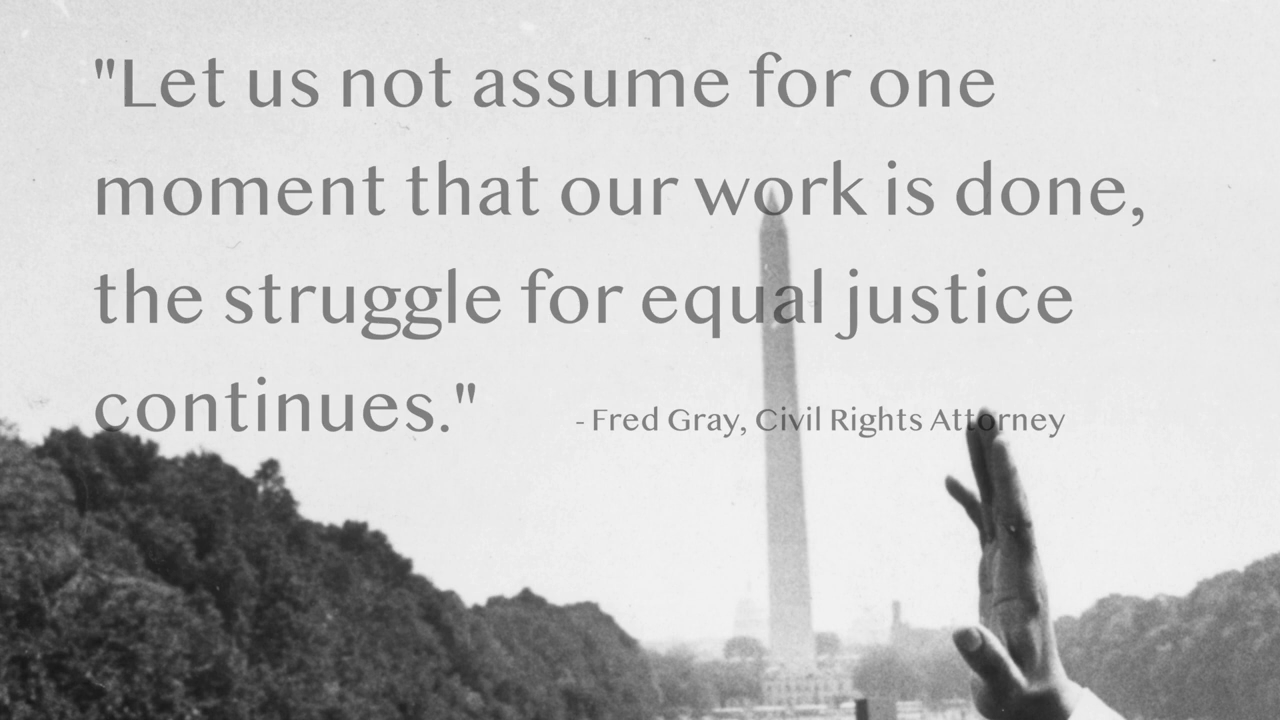 "Let us not assume for one
moment that our work is done,
the struggle for equal justice
continues."
- Fred Gray, Civil Rights Attorney